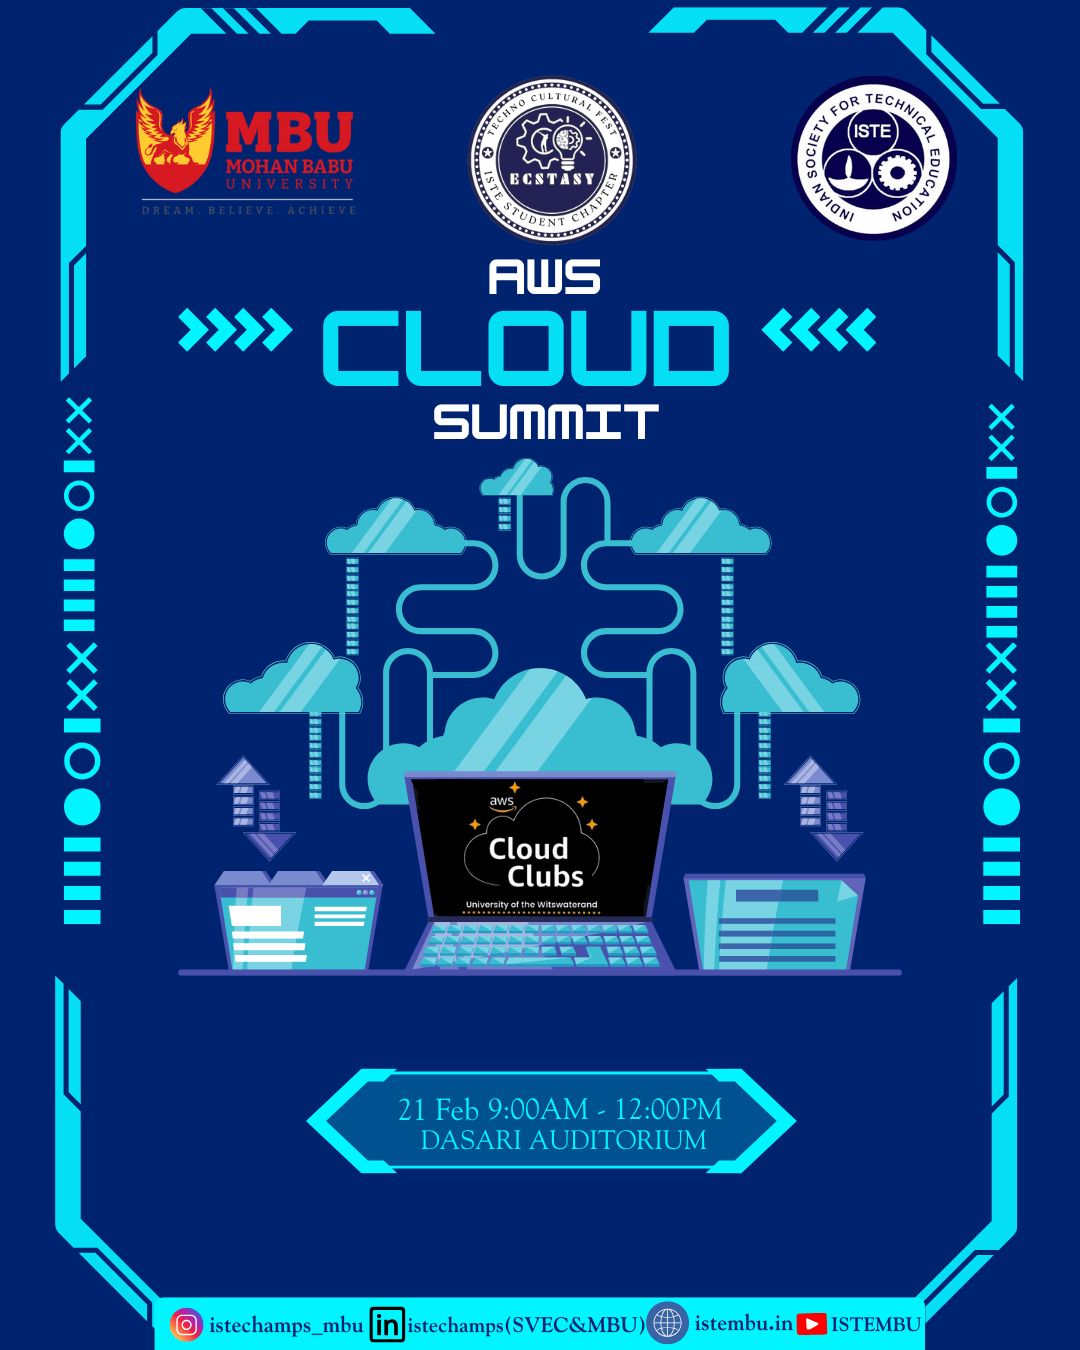 MBU
MOHAN BABU
UNIVERSITY
DREAM. BELIEVE. ACHIEVE
TECHNO CULTURAL FEST
ECSTASY
ISTE STUDENT CHAPTER
INDIAN SOCIETY FOR TECHNICAL EDUCATION
ISTE
AWS
CLOUD
SUMMIT
aws
Cloud
Clubs
University of the Witswaterand
21 Feb 9:00AM - 12:00PM
DASARI AUDITORIUM
istechamps_mbu
in
istechamps(SVEC&MBU)
istembu.in
ISTEMBU